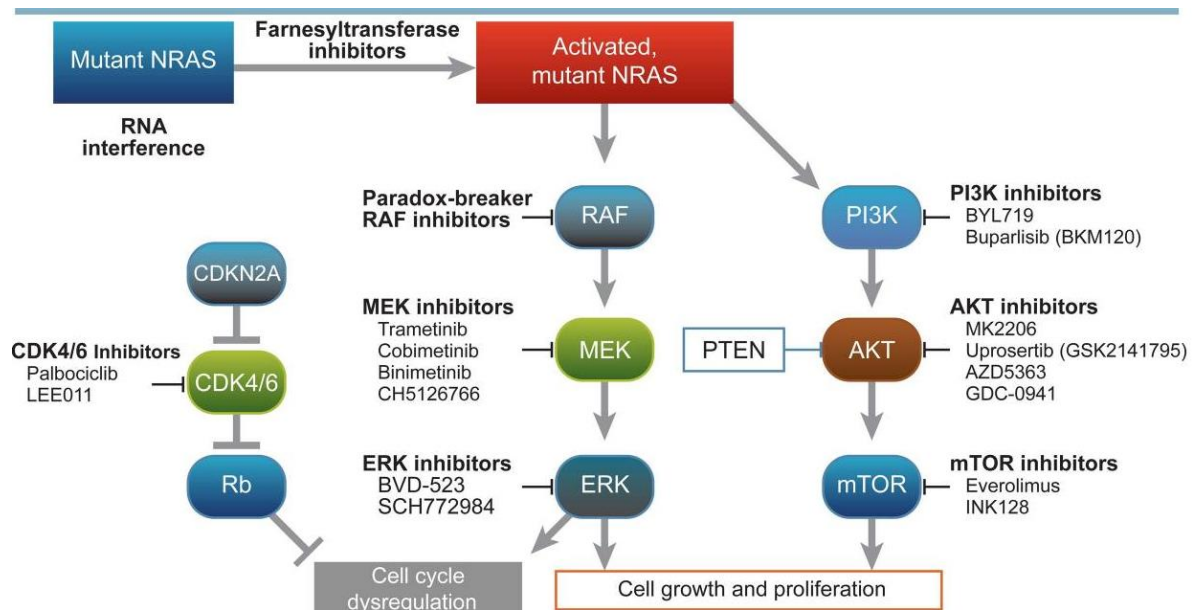 Mutant NRAS
Farnesyltransferase
inhibitors
Activated,
mutant NRAS
RNA
interference
Paradox-breaker
RAF inhibitors
RAF
PI3K
PI3K inhibitors
BYL719
Buparlisib (BKM120)
CDKN2A
MEK inhibitors
Trametinib
Cobimetinib
Binimetinib
CH5126766
MEK
PTEN
AKT
AKT inhibitors
MK2206
Uprosertib (GSK2141795)
AZD5363
GDC-0941
CDK4/6 Inhibitors
Palbociclib
LEE011
CDK4/6
Rb
ERK inhibitors
BVD-523
SCH772984
ERK
mTOR
mTOR inhibitors
Everolimus
INK128
Cell cycle
dysregulation
Cell growth and proliferation